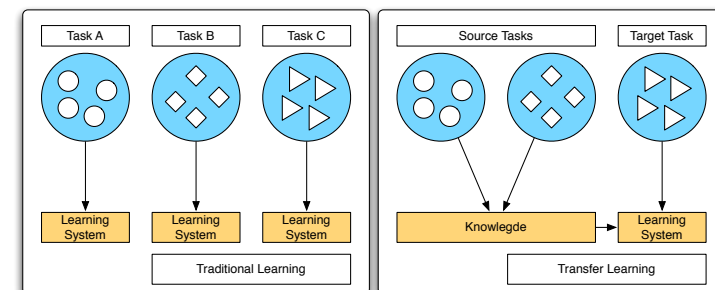 Task A
Task B
Task C
Learning
System
Learning
System
Learning
System
Traditional Learning
Source Tasks
Target Task
Knowlegde
Learning
System
Transfer Learning